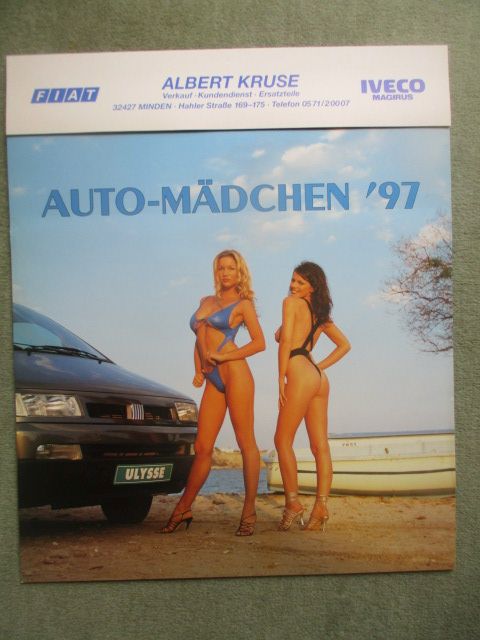 FIAT
ALBERT KRUSE
IVECO
MAGIRUS
Verkauf · Kundendienst · Ersatzteile
32427 MINDEN · Hahler Straße 169-175 · Telefon 0571/20007
AUTO-MÄDCHEN '97
ULYSSE